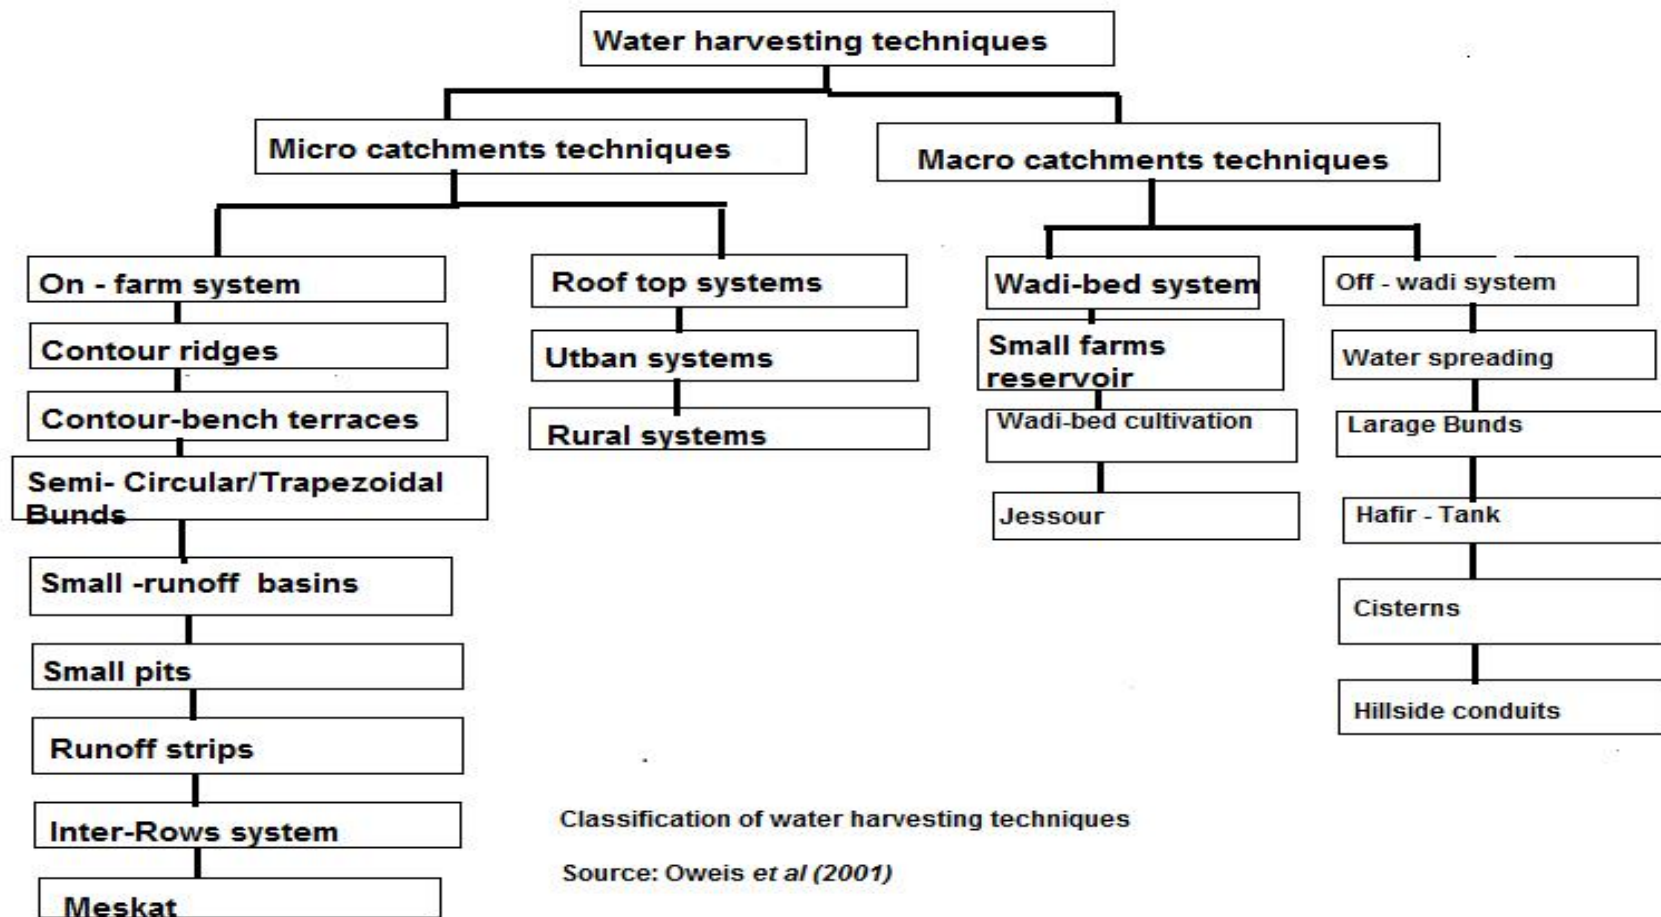 Water harvesting techniques
Micro catchments techniques
Macro catchments techniques
On - farm system
Contour ridges
Contour-bench terraces
Semi- Circular/Trapezoidal
Bunds
Small -runoff basins
Small pits
Runoff strips
Inter-Rows system
Meskat
Roof top systems
Utban systems
Rural systems
Wadi-bed system
Small farms
reservoir
Wadi-bed cultivation
Jessour
Off - wadi system
Water spreading
Larage Bunds
Hafir - Tank
Cisterns
Hillside conduits
Classification of water harvesting techniques
Source: Oweis et al (2001)